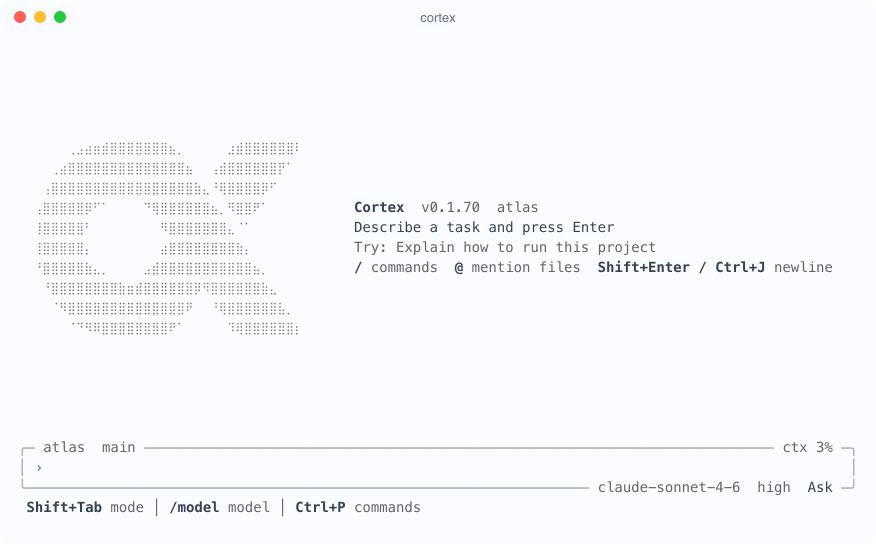 cortex
Cortex v0.1.70 atlas
Describe a task and press Enter
Try: Explain how to run this project
/ commands @ mention files Shift+Enter / Ctrl+J newline
atlas main ctx 3%
›
claude-sonnet-4-6 high Ask
Shift+Tab mode │ /model model │ Ctrl+P commands